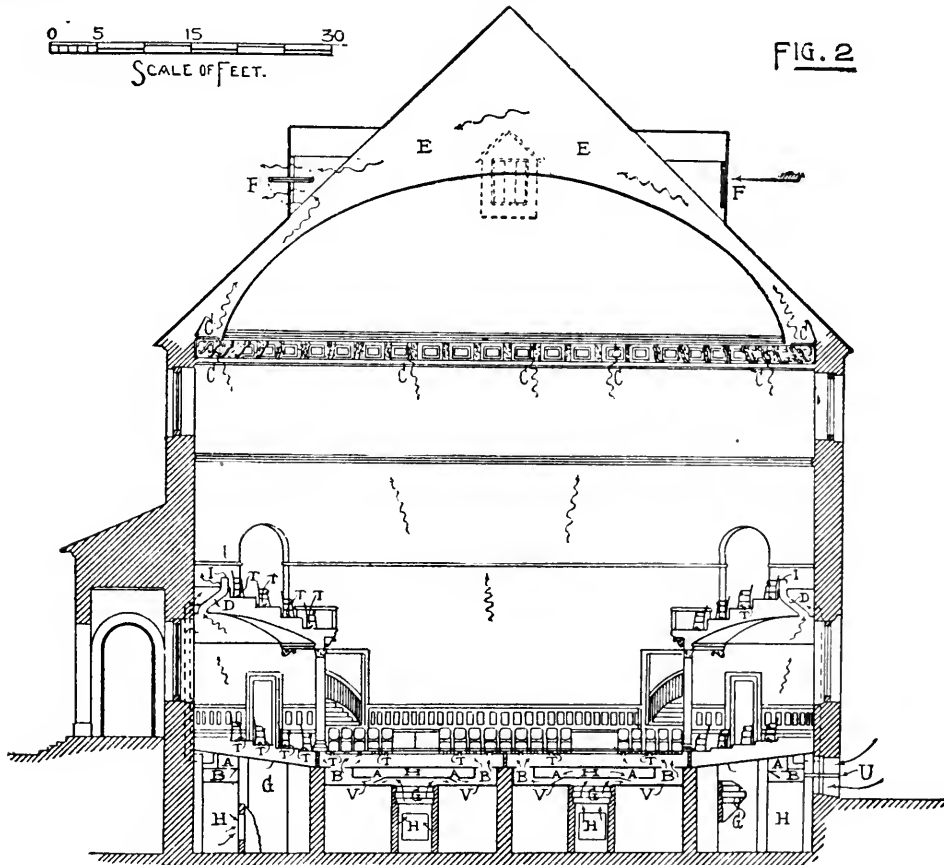 0 5 15 30
SCALE OF FEET.
FIG. 2
E E
F F
C C
C C C C C
I T T I
D T T T D
T
T T T T T T T
A B A H A B B A H A B A B U
G V G V V G V G
H H H H